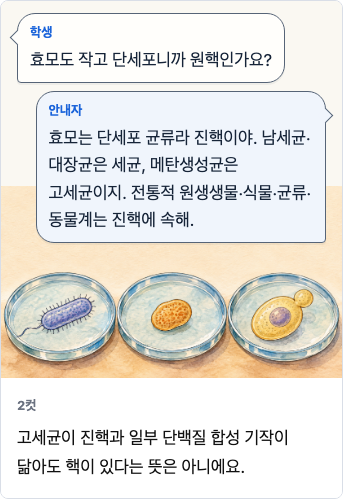 학생
효모도 작고 단세포니까 원핵인가요?
안내자
효모는 단세포 균류라 진핵이야. 남세균·
대장균은 세균, 메탄생성균은
고세균이지. 전통적 원생생물·식물·균류·
동물계는 진핵에 속해.
2컷
고세균이 진핵과 일부 단백질 합성 기작이
닮아도 핵이 있다는 뜻은 아니에요.